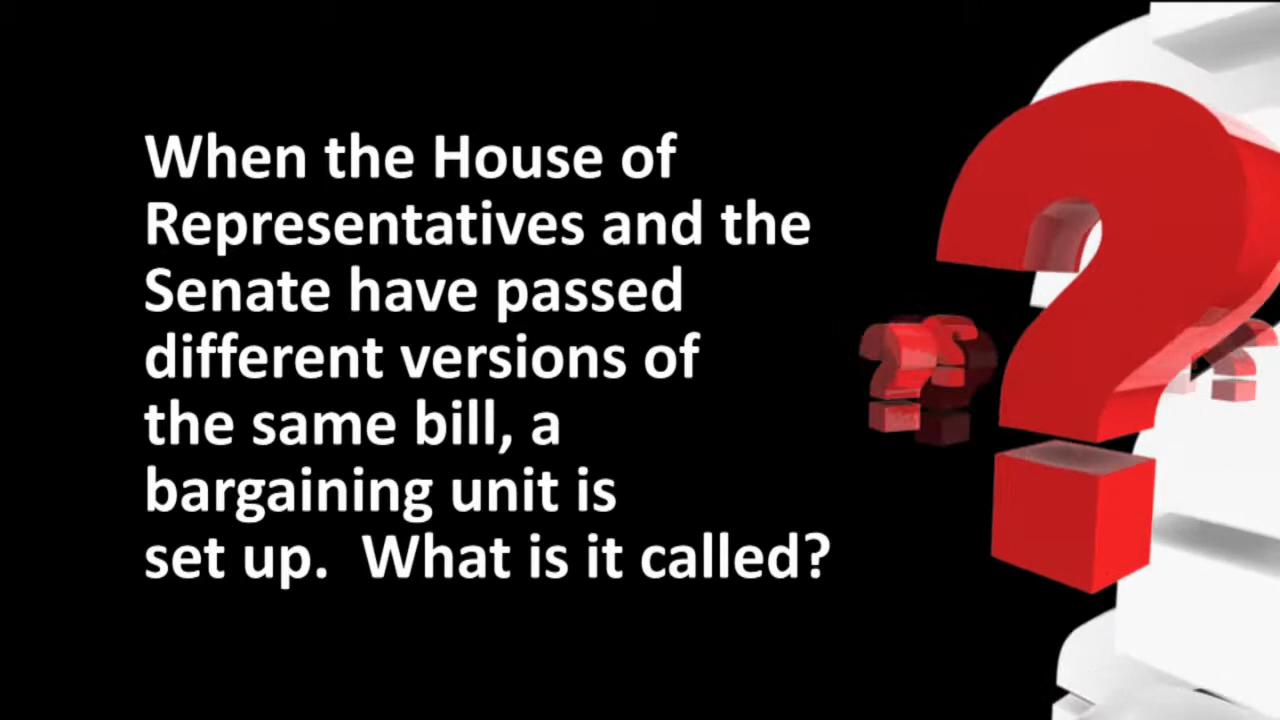 When the House of
Representatives and the
Senate have passed
different versions of
the same bill, a
bargaining unit is
set up.  What is it called?